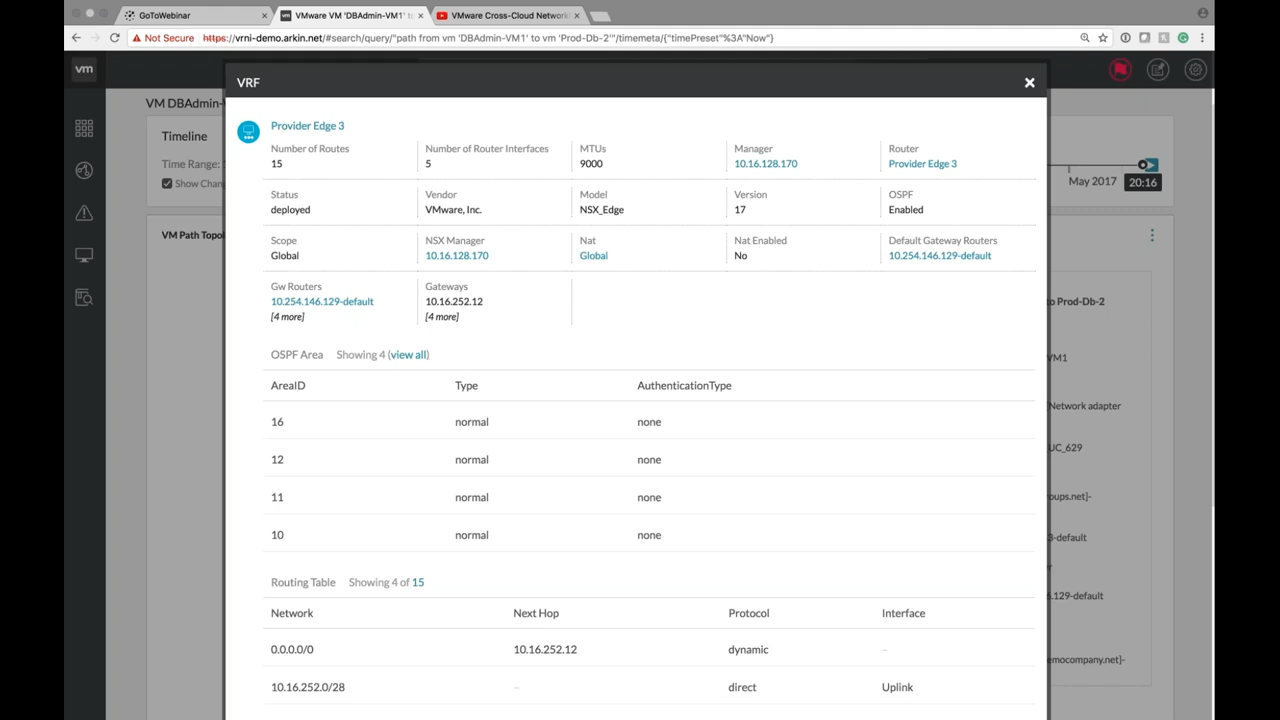 GoToWebinar
VMware VM 'DBAdmin-VM1' to
VMware Cross-Cloud Network
Not Secure https://vrni-demo.arkin.net/#search/query/"path from vm 'DBAdmin-VM1' to vm 'Prod-Db-2'"/timemeta/{"timePreset"%3A"Now"}
vm
VRF
VM DBAdmin-
Provider Edge 3
Timeline
Number of Routes Number of Router Interfaces MTUs Manager Router
15 5 9000 10.16.128.170 Provider Edge 3
Time Range:
Show Chan
May 2017 20:16
Status Vendor Model Version OSPF
deployed VMware, Inc. NSX_Edge 17 Enabled
VM Path Topol
Scope NSX Manager Nat Nat Enabled Default Gateway Routers
Global 10.16.128.170 Global No 10.254.146.129-default
Gw Routers Gateways
10.254.146.129-default 10.16.252.12
[4 more] [4 more]
to Prod-Db-2
OSPF Area Showing 4 (view all)
VM1
AreaID Type AuthenticationType
[Network adapter
16 normal none
UC_629
12 normal none
11 normal none
oups.net]-
10 normal none
3-default
Routing Table Showing 4 of 15
6.129-default
Network Next Hop Protocol Interface
0.0.0.0/0 10.16.252.12 dynamic –
emocompany.net]-
10.16.252.0/28 – direct Uplink